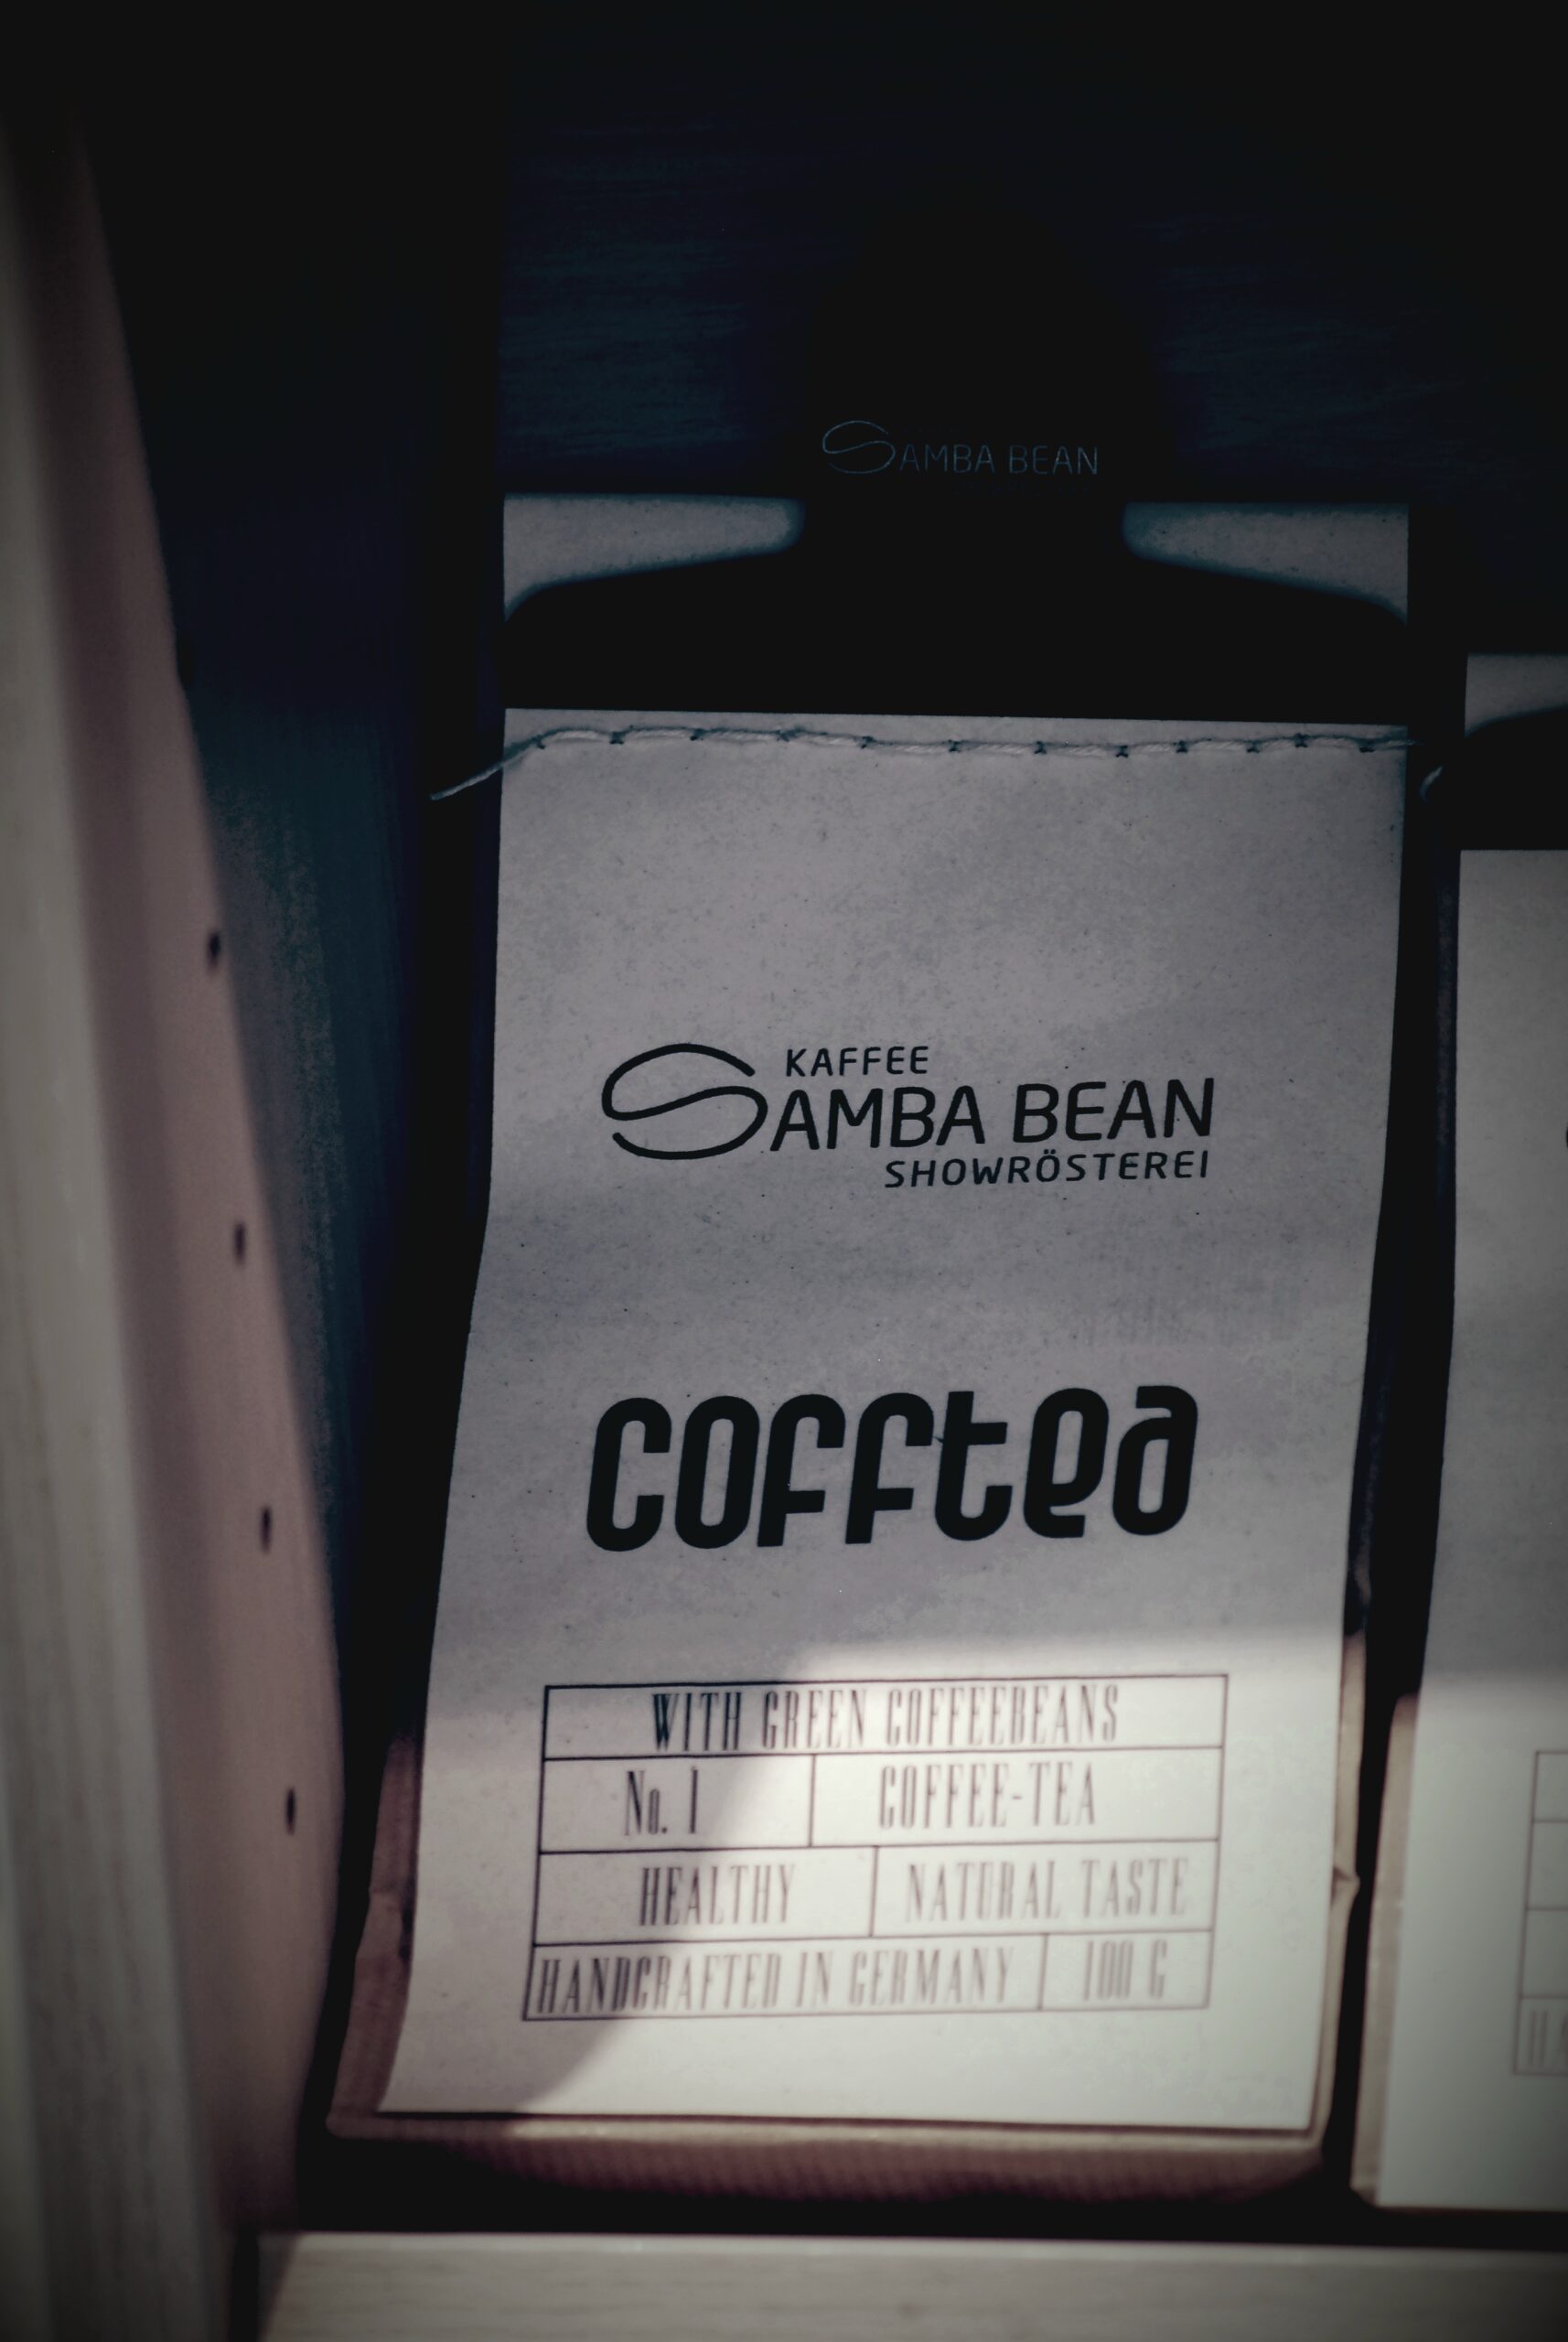 SAMBA BEAN
KAFFEE
SAMBA BEAN
SHOWRÖSTEREI
cofftea
WITH GREEN COFFEEBEANS
No. 1 COFFEE-TEA
HEALTHY NATURAL TASTE
HANDCRAFTED IN GERMANY 100 G